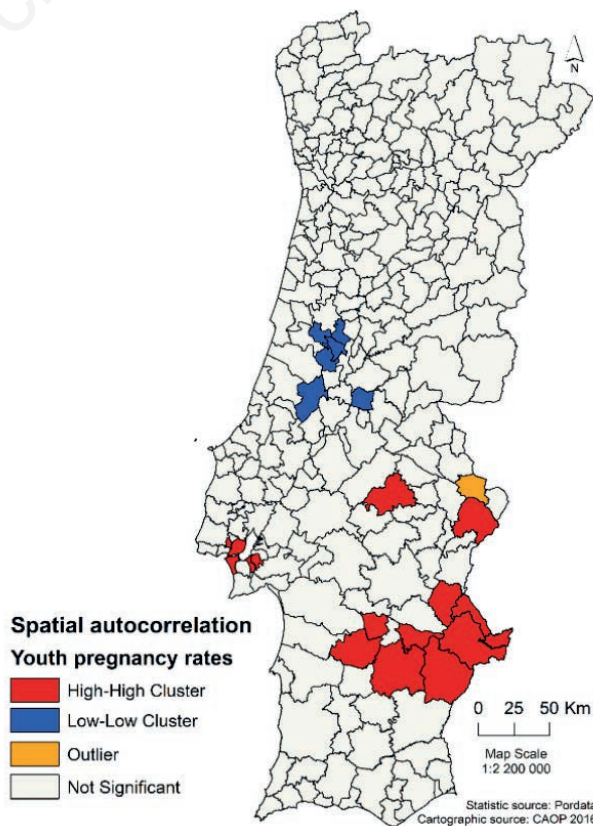 N
Spatial autocorrelation
Youth pregnancy rates
High-High Cluster
Low-Low Cluster
Outlier
Not Significant
0 25 50 Km
Map Scale
1:2 200 000
Statistic source: Pordata
Cartographic source: CAOP 2016